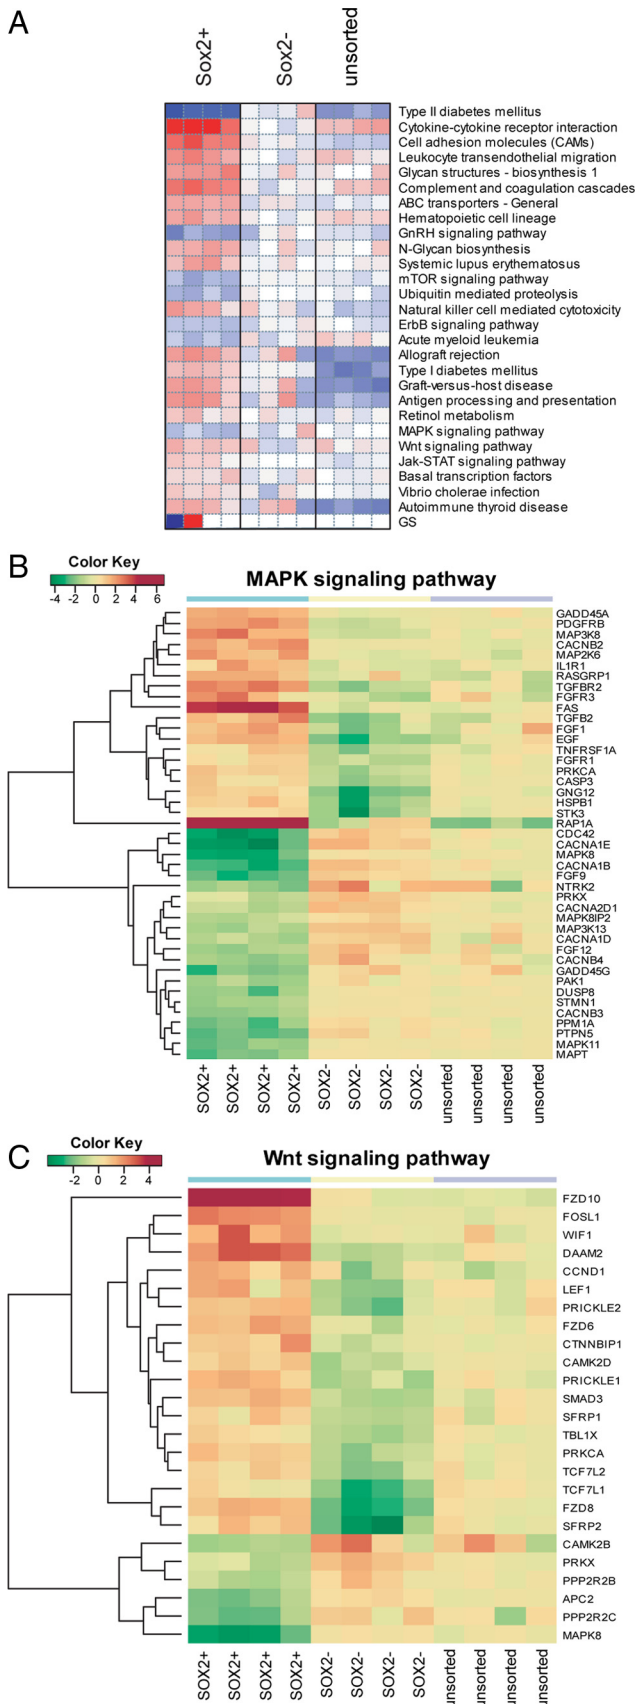 A
Sox2+ Sox2- unsorted
Type II diabetes mellitus
Cytokine-cytokine receptor interaction
Cell adhesion molecules (CAMs)
Leukocyte transendothelial migration
Glycan structures - biosynthesis 1
Complement and coagulation cascades
ABC transporters - General
Hematopoietic cell lineage
GnRH signaling pathway
N-Glycan biosynthesis
Systemic lupus erythematosus
mTOR signaling pathway
Ubiquitin mediated proteolysis
Natural killer cell mediated cytotoxicity
ErbB signaling pathway
Acute myeloid leukemia
Allograft rejection
Type I diabetes mellitus
Graft-versus-host disease
Antigen processing and presentation
Retinol metabolism
MAPK signaling pathway
Wnt signaling pathway
Jak-STAT signaling pathway
Basal transcription factors
Vibrio cholerae infection
Autoimmune thyroid disease
GS
B
Color Key
-4 -2 0 2 4 6
MAPK signaling pathway
GADD45A
PDGFRB
MAP3K8
CACNB2
MAP2K6
IL1R1
RASGRP1
TGFBR2
FGFR3
FAS
TGFB2
FGF1
EGF
TNFRSF1A
FGFR1
PRKCA
CASP3
GNG12
HSPB1
STK3
RAP1A
CDC42
CACNA1E
MAPK8
CACNA1B
FGF9
NTRK2
PRKX
CACNA2D1
MAPK8IP2
MAP3K13
CACNA1D
FGF12
CACNB4
GADD45G
PAK1
DUSP8
STMN1
CACNB3
PPM1A
PTPN5
MAPK11
MAPT
SOX2+ SOX2+ SOX2+ SOX2+ SOX2- SOX2- SOX2- SOX2- unsorted unsorted unsorted unsorted
C
Color Key
-2 0 2 4
Wnt signaling pathway
FZD10
FOSL1
WIF1
DAAM2
CCND1
LEF1
PRICKLE2
FZD6
CTNNBIP1
CAMK2D
PRICKLE1
SMAD3
SFRP1
TBL1X
PRKCA
TCF7L2
TCF7L1
FZD8
SFRP2
CAMK2B
PRKX
PPP2R2B
APC2
PPP2R2C
MAPK8
SOX2+ SOX2+ SOX2+ SOX2+ SOX2- SOX2- SOX2- SOX2- unsorted unsorted unsorted unsorted